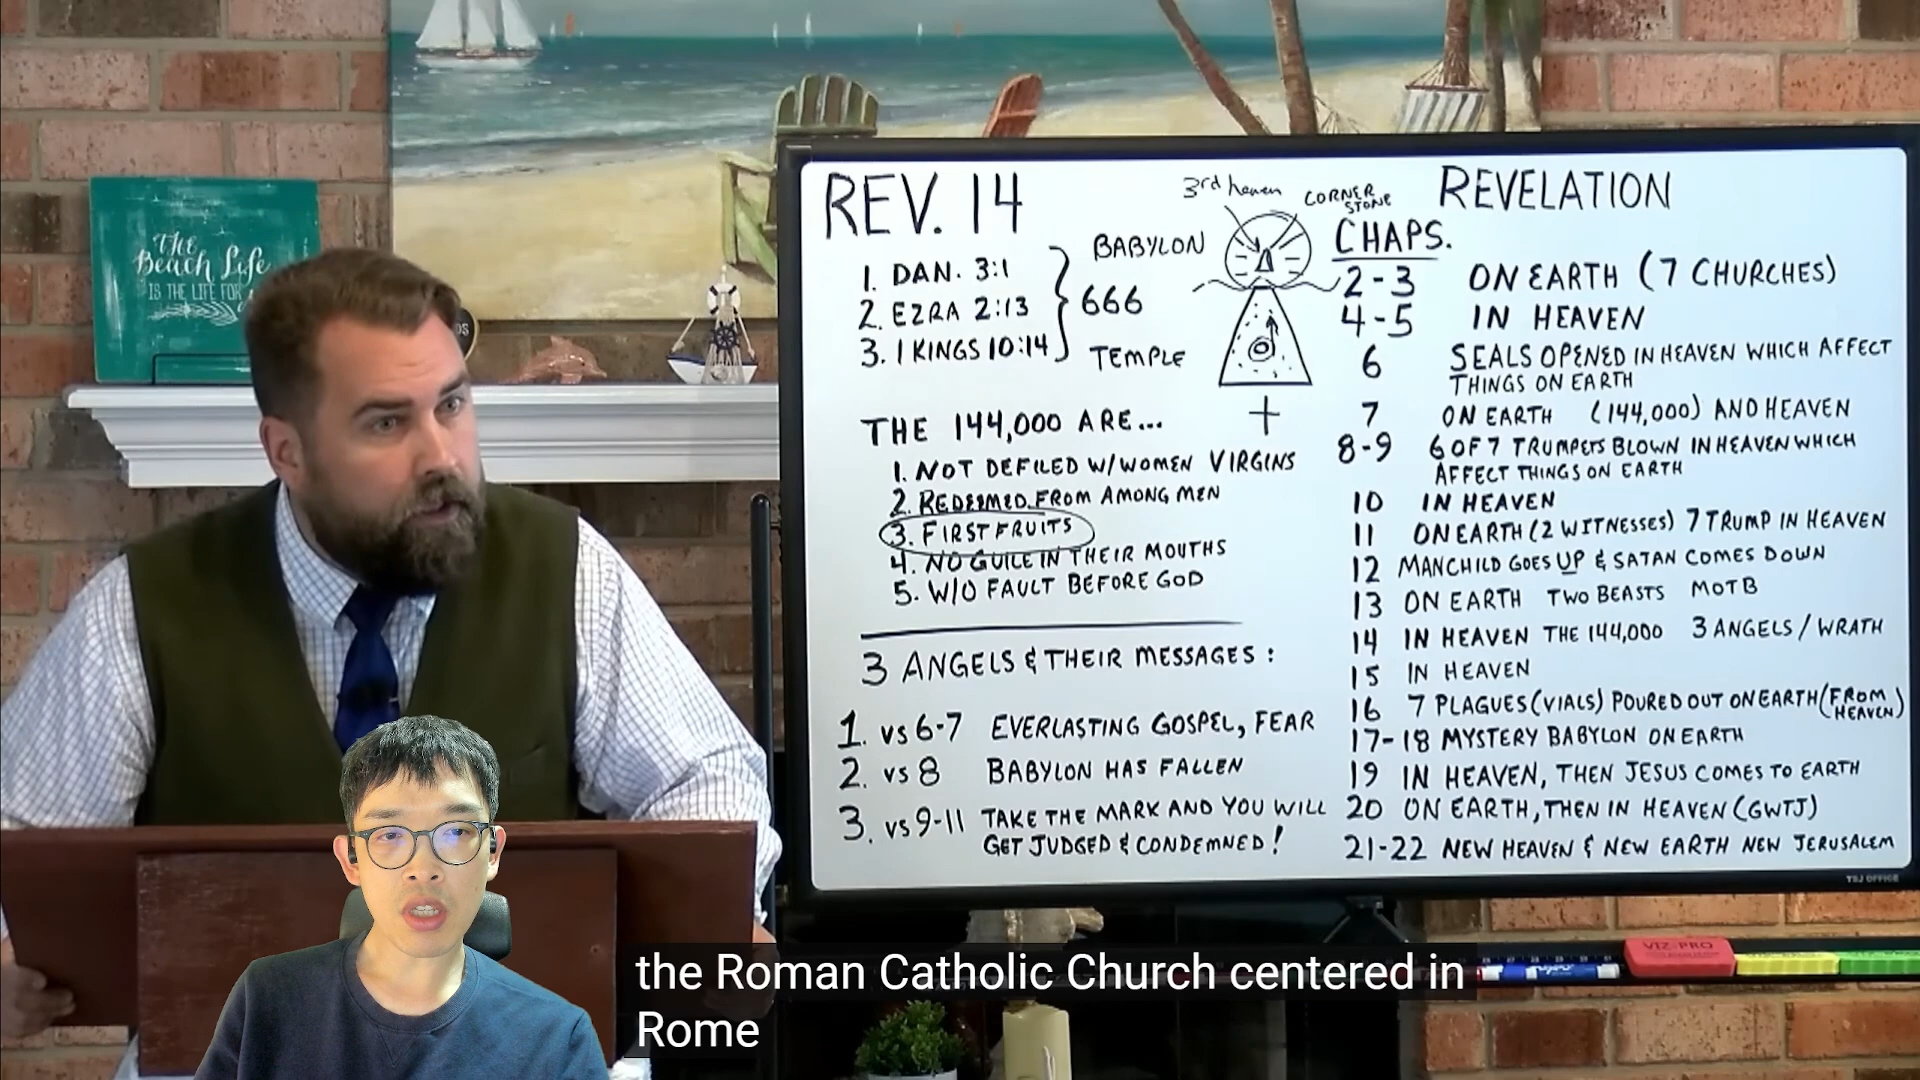 The
Beach Life
IS THE LIFE FOR
REV. 14
1. DAN. 3:1
2. EZRA 2:13
3. 1 KINGS 10:14
BABYLON
666
TEMPLE
3rd heaven
CORNER
STONE
THE 144,000 ARE...
1. NOT DEFILED W/WOMEN VIRGINS
2. REDEEMED FROM AMONG MEN
3. FIRST FRUITS
4. NO GUILE IN THEIR MOUTHS
5. W/O FAULT BEFORE GOD
3 ANGELS & THEIR MESSAGES:
1. vs 6-7 EVERLASTING GOSPEL, FEAR
2. vs 8 BABYLON HAS FALLEN
3. vs 9-11 TAKE THE MARK AND YOU WILL
GET JUDGED & CONDEMNED!
REVELATION
CHAPS.
2-3 ON EARTH (7 CHURCHES)
4-5 IN HEAVEN
6 SEALS OPENED IN HEAVEN WHICH AFFECT
THINGS ON EARTH
7 ON EARTH (144,000) AND HEAVEN
8-9 6 OF 7 TRUMPETS BLOWN IN HEAVEN WHICH
AFFECT THINGS ON EARTH
10 IN HEAVEN
11 ON EARTH (2 WITNESSES) 7 TRUMP IN HEAVEN
12 MANCHILD GOES UP & SATAN COMES DOWN
13 ON EARTH TWO BEASTS MOTB
14 IN HEAVEN THE 144,000 3 ANGELS/WRATH
15 IN HEAVEN
16 7 PLAGUES (VIALS) POURED OUT ON EARTH (FROM
HEAVEN)
17-18 MYSTERY BABYLON ON EARTH
19 IN HEAVEN, THEN JESUS COMES TO EARTH
20 ON EARTH, THEN IN HEAVEN (GWTJ)
21-22 NEW HEAVEN & NEW EARTH NEW JERUSALEM
TSJ OFFICE
VIZ-PRO
the Roman Catholic Church centered in
Rome